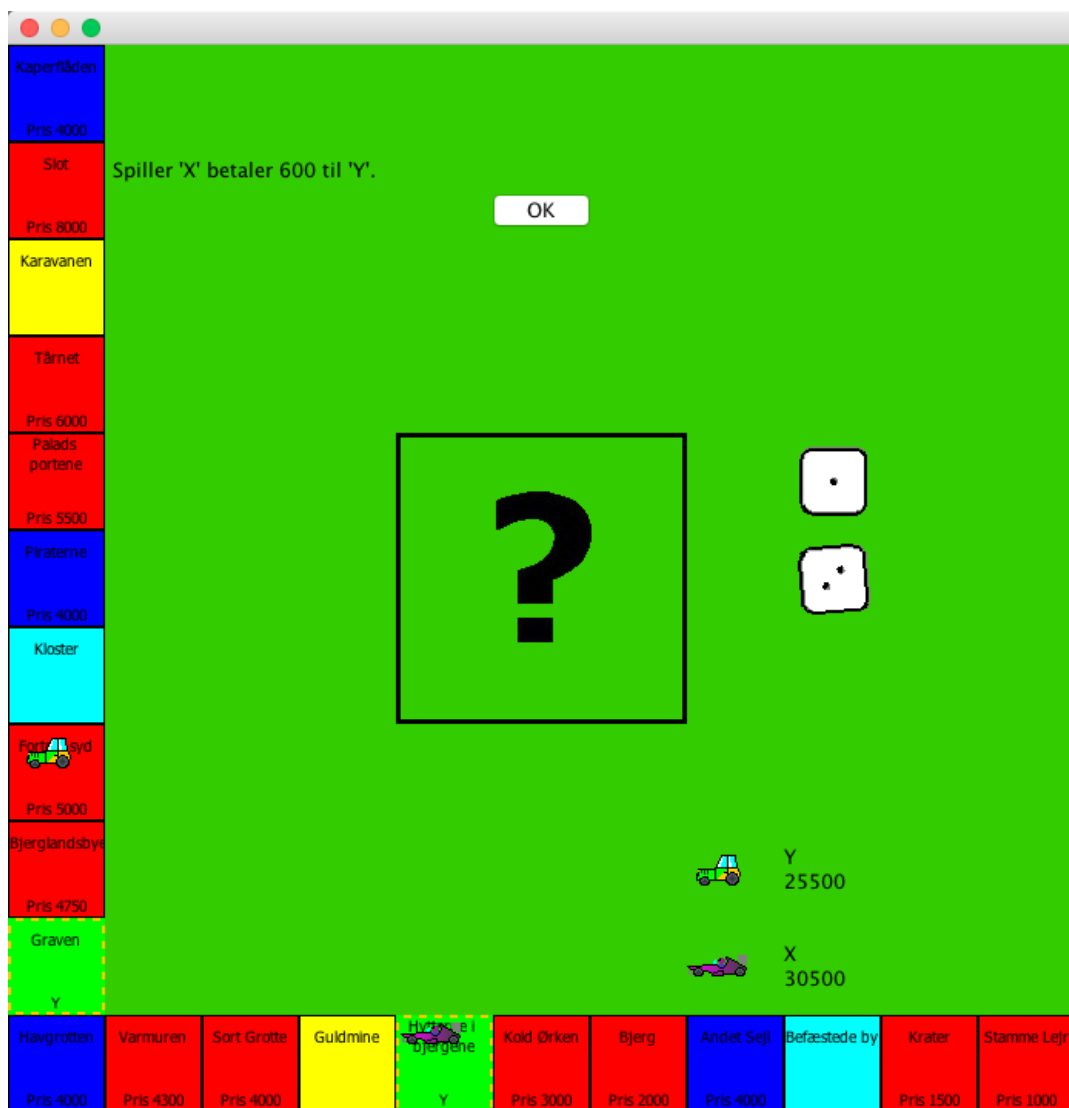 Kaperflåden
Pris 4000
Slot
Pris 8000
Spiller 'X' betaler 600 til 'Y'.
OK
Karavanen
Tårnet
Pris 6000
Palads
portene
Pris 5500
?
Piraterne
Pris 4000
Kloster
syd
Pris 5000
Bjerglandsbye
Pris 4750
Y
25500
Graven
Y
X
30500
Havgrotten
Pris 4000
Varmuren
Pris 4300
Sort Grotte
Pris 4000
Guldmine
i
bjergene
Y
Kold Ørken
Pris 3000
Bjerg
Pris 2000
Andet Sejl
Pris 4000
Befæstede by
Krater
Pris 1500
Stamme Lejr
Pris 1000